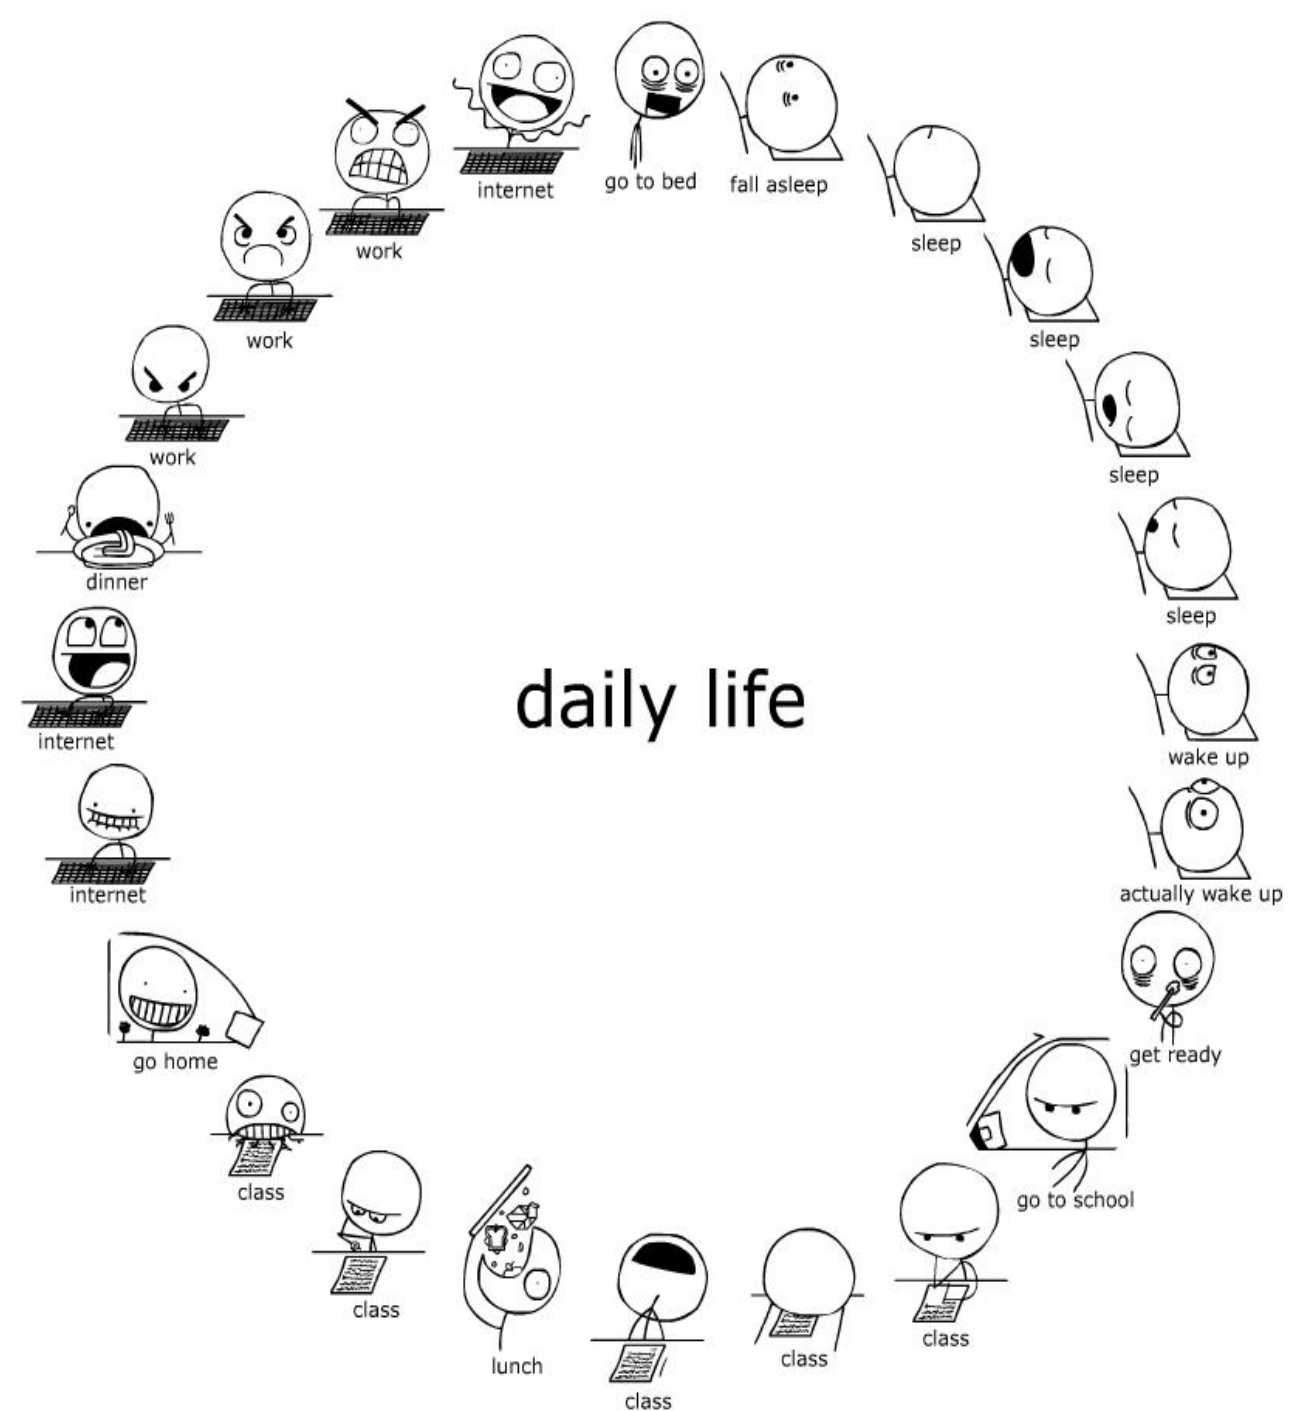 internet
go to bed
fall asleep
sleep
sleep
sleep
sleep
wake up
actually wake up
get ready
go to school
class
class
class
lunch
class
class
go home
internet
internet
dinner
work
work
work
daily life